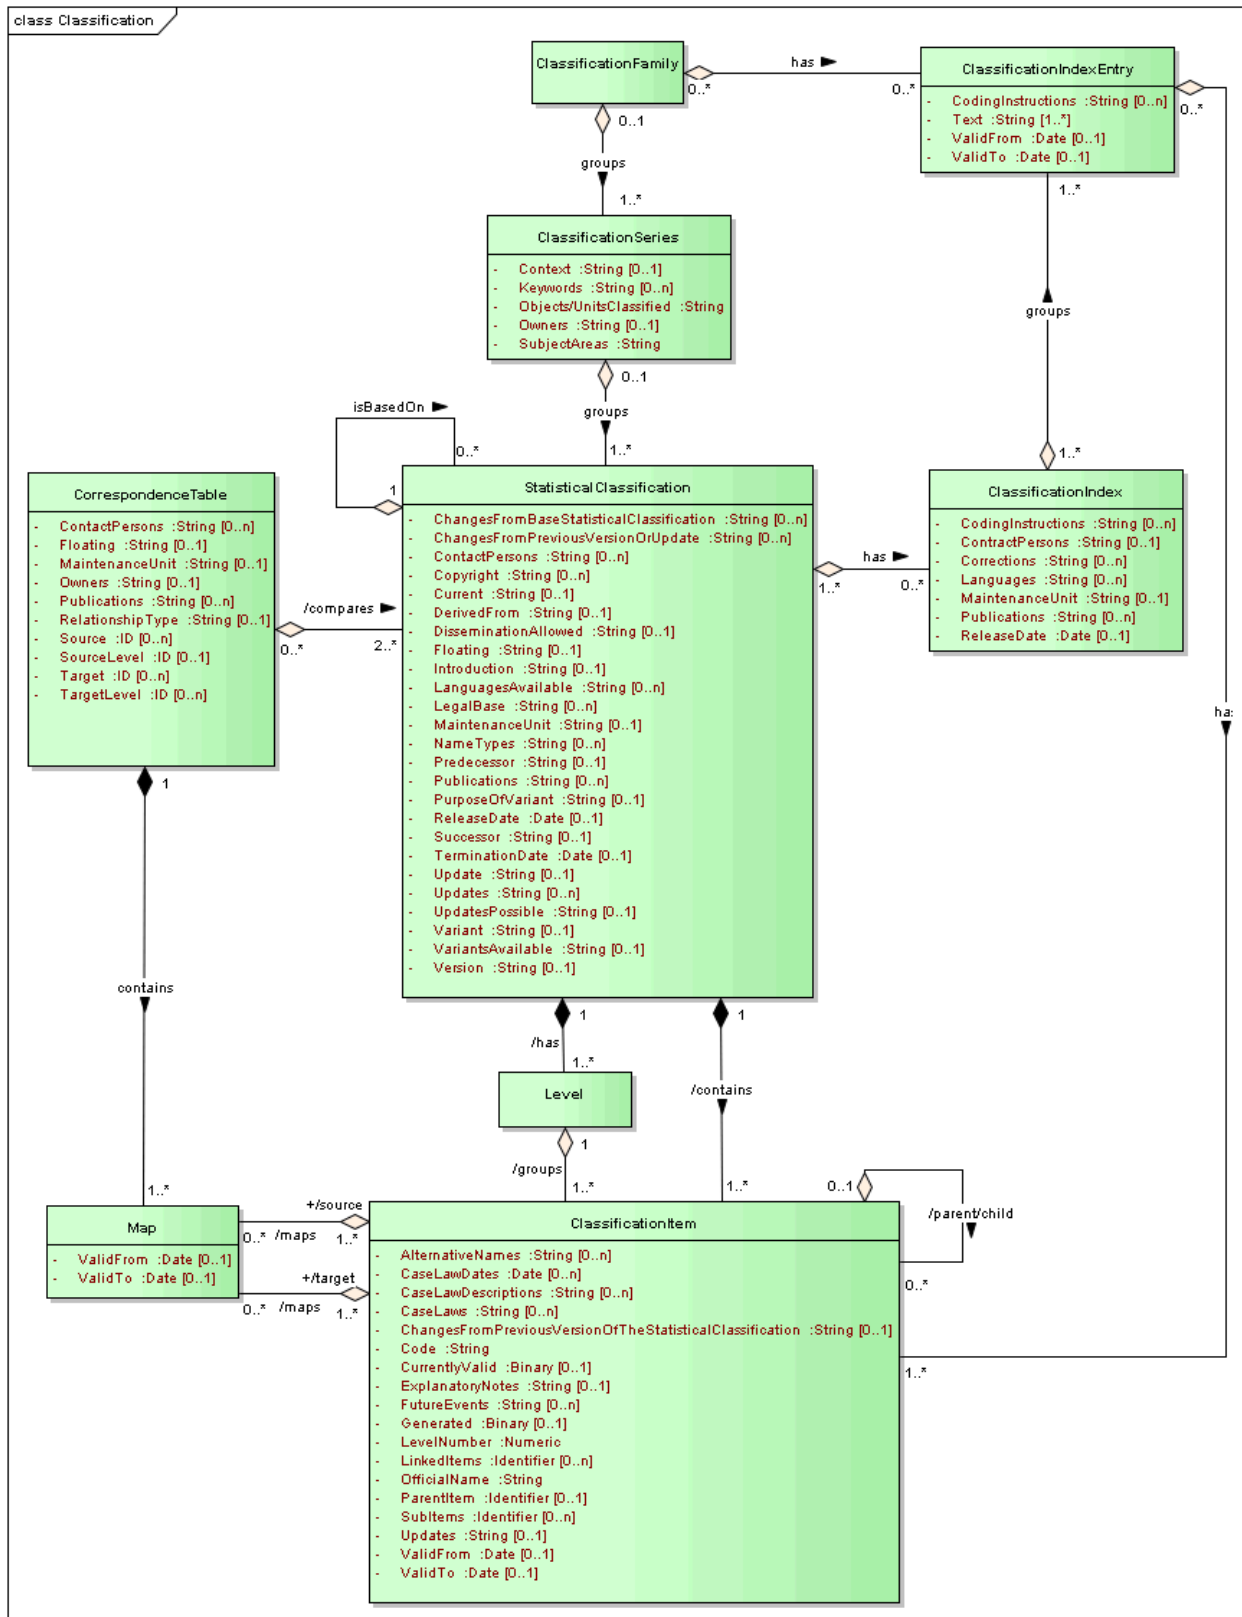 class Classification
ClassificationFamily
0..*
has
0..*
0..1
groups
1..*
ClassificationIndexEntry
- CodingInstructions :String [0..n]
- Text :String [1..*]
- ValidFrom :Date [0..1]
- ValidTo :Date [0..1]
0..*
1..*
groups
1..*
ClassificationSeries
- Context :String [0..1]
- Keywords :String [0..n]
- Objects/UnitsClassified :String
- Owners :String [0..1]
- SubjectAreas :String
0..1
groups
1..*
isBasedOn
0..*
1
CorrespondenceTable
- ContactPersons :String [0..n]
- Floating :String [0..1]
- MaintenanceUnit :String [0..1]
- Owners :String [0..1]
- Publications :String [0..n]
- RelationshipType :String [0..1]
- Source :ID [0..n]
- SourceLevel :ID [0..1]
- Target :ID [0..n]
- TargetLevel :ID [0..n]
/compares
0..*
2..*
StatisticalClassification
- ChangesFromBaseStatisticalClassification :String [0..n]
- ChangesFromPreviousVersionOrUpdate :String [0..n]
- ContactPersons :String [0..n]
- Copyright :String [0..n]
- Current :String [0..1]
- DerivedFrom :String [0..1]
- DisseminationAllowed :String [0..1]
- Floating :String [0..1]
- Introduction :String [0..1]
- LanguagesAvailable :String [0..n]
- LegalBase :String [0..n]
- MaintenanceUnit :String [0..1]
- NameTypes :String [0..n]
- Predecessor :String [0..1]
- Publications :String [0..n]
- PurposeOfVariant :String [0..1]
- ReleaseDate :Date [0..1]
- Successor :String [0..1]
- TerminationDate :Date [0..1]
- Update :String [0..1]
- Updates :String [0..n]
- UpdatesPossible :String [0..1]
- Variant :String [0..1]
- VariantsAvailable :String [0..1]
- Version :String [0..1]
has
1..*
0..*
ClassificationIndex
- CodingInstructions :String [0..n]
- ContractPersons :String [0..1]
- Corrections :String [0..n]
- Languages :String [0..n]
- MaintenanceUnit :String [0..1]
- Publications :String [0..n]
- ReleaseDate :Date [0..1]
has
1
contains
1..*
1
/has
1..*
1
/contains
1..*
Level
1
/groups
1..*
Map
- ValidFrom :Date [0..1]
- ValidTo :Date [0..1]
+/source
0..* /maps 1..*
+/target
0..* /maps 1..*
0..1
/parent/child
0..*
1..*
ClassificationItem
- AlternativeNames :String [0..n]
- CaseLawDates :Date [0..n]
- CaseLawDescriptions :String [0..n]
- CaseLaws :String [0..n]
- ChangesFromPreviousVersionOfTheStatisticalClassification :String [0..1]
- Code :String
- CurrentlyValid :Binary [0..1]
- ExplanatoryNotes :String [0..1]
- FutureEvents :String [0..n]
- Generated :Binary [0..1]
- LevelNumber :Numeric
- LinkedItems :Identifier [0..n]
- OfficialName :String
- ParentItem :Identifier [0..1]
- SubItems :Identifier [0..n]
- Updates :String [0..1]
- ValidFrom :Date [0..1]
- ValidTo :Date [0..1]